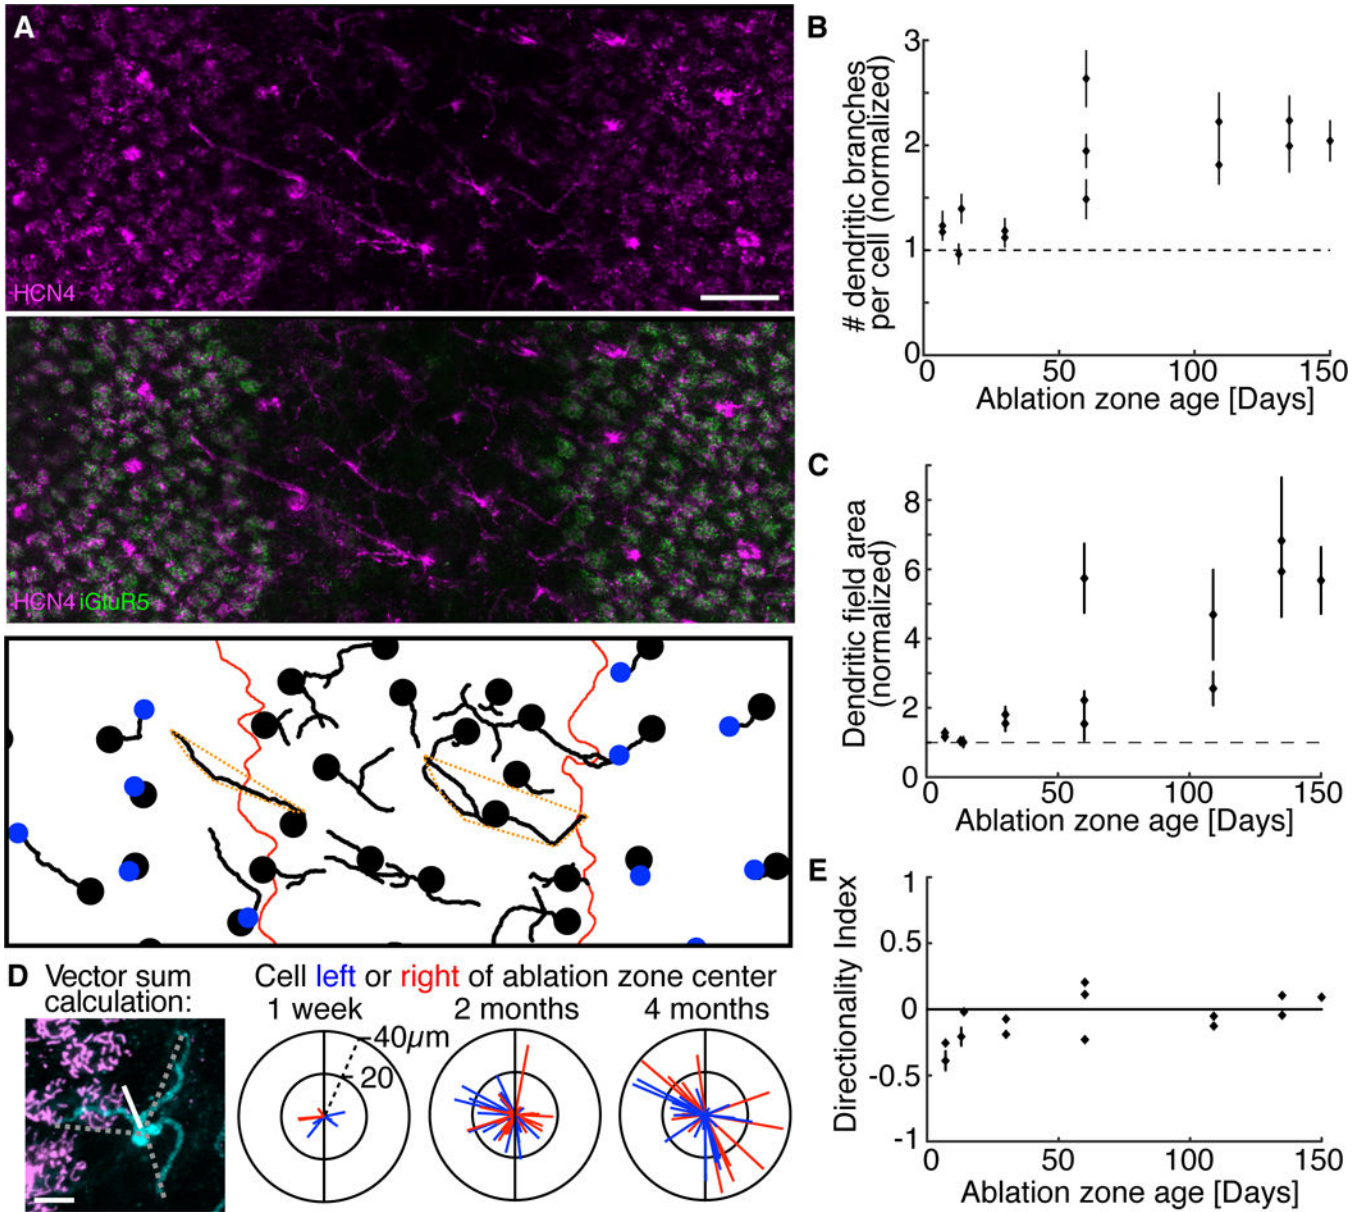 A
HCN4
HCN4 iGluR5
B
# dendritic branches
per cell (normalized)
3
2
1
0
0 50 100 150
Ablation zone age [Days]
C
Dendritic field area
(normalized)
8
6
4
2
0
0 50 100 150
Ablation zone age [Days]
D Vector sum
calculation:
Cell left or right of ablation zone center
1 week 2 months 4 months
40µm
20
E
Directionality Index
1
0.5
0
-0.5
-1
0 50 100 150
Ablation zone age [Days]